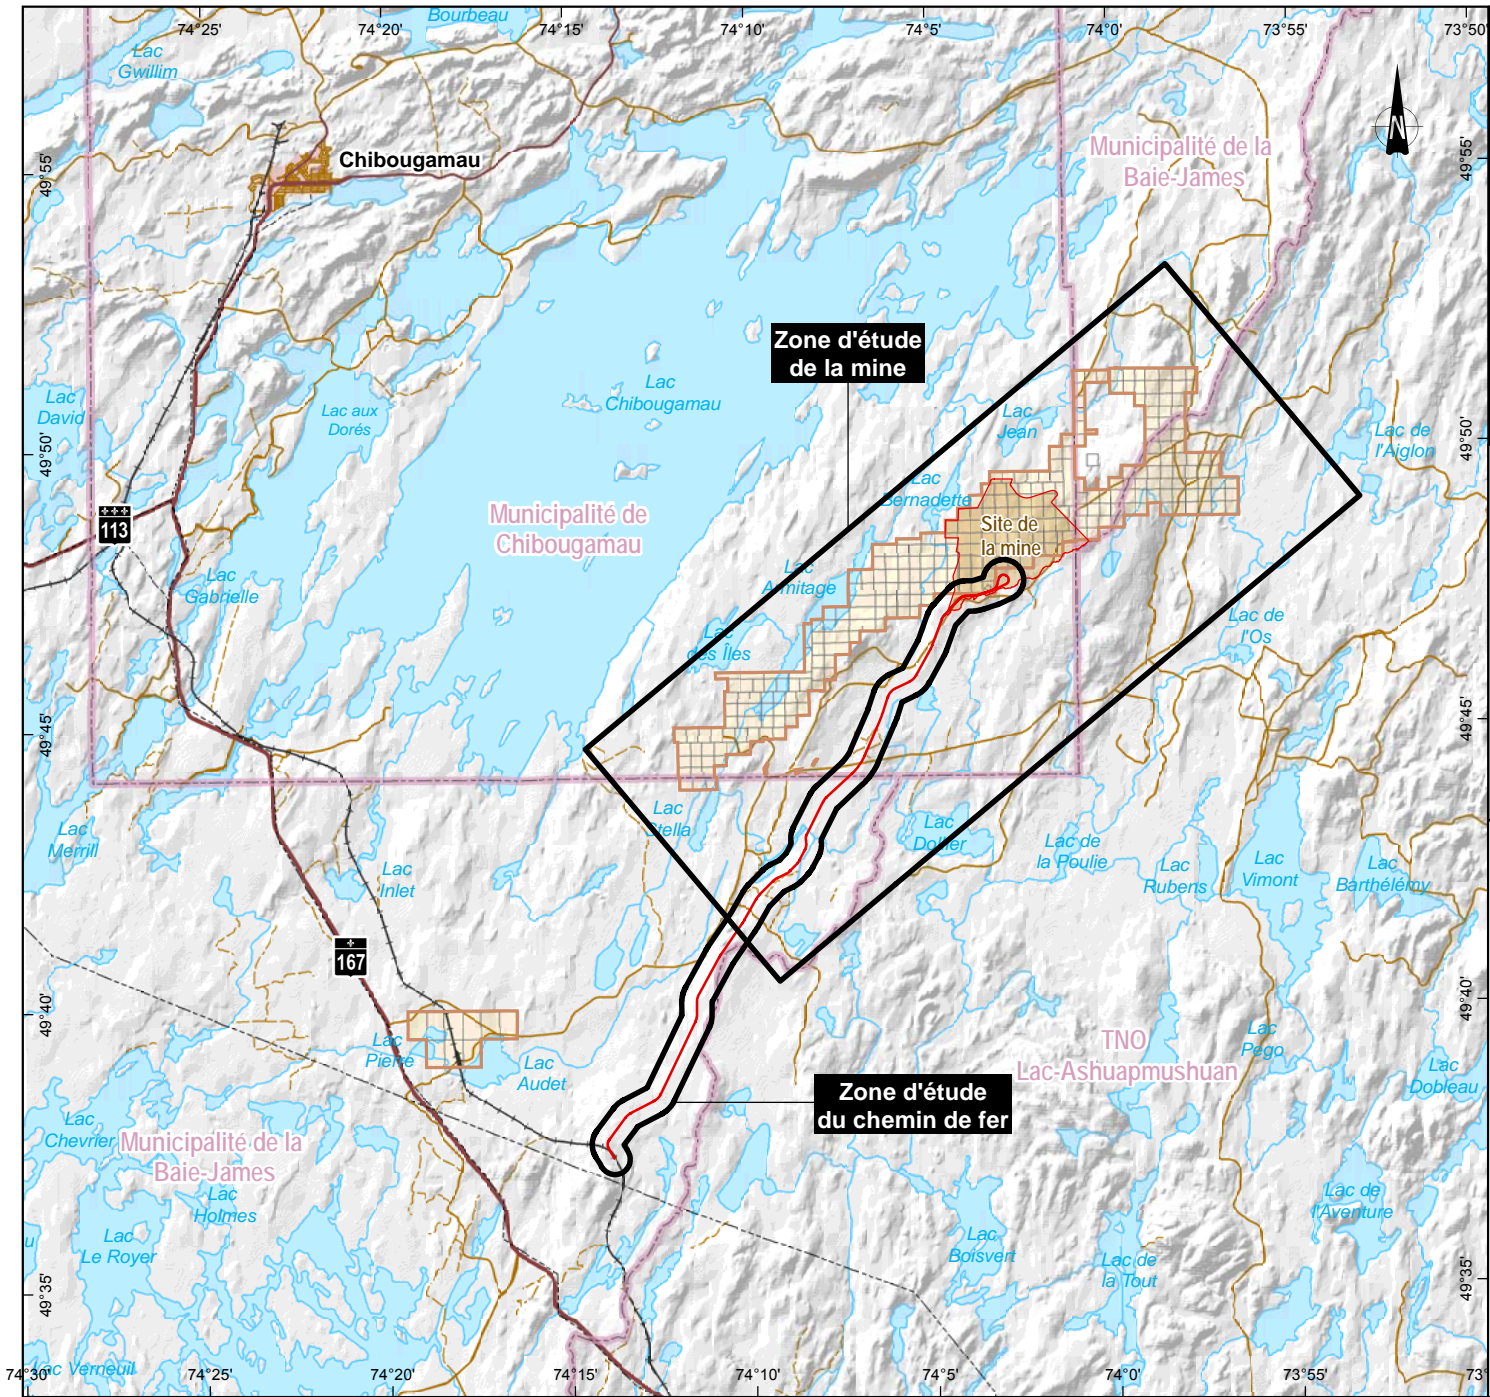 74°25'
Bourbeau
74°15'
74°10'
74°5'
74°0'
73°55'
73°50'
Lac
Gwillim
N
49°55'
Chibougamau
Municipalité de la
Baie-James
49°55'
Zone d'étude
de la mine
Lac
David
Lac aux
Dorés
Lac
Chibougamau
Lac
Jean
Lac de
l'Aiglon
49°50'
49°50'
Lac
Bernadette
113
Municipalité de
Chibougamau
Site de
la mine
Lac
Gabrielle
Lac
Armitage
Lac de
l'Os
Lac
des Îles
49°45'
49°45'
Lac
Stella
Lac
Merrill
Lac
Dollier
Lac de
la Poulie
Lac
Rubens
Lac
Vimont
Lac
Barthélémy
Lac
Inlet
167
49°40'
49°40'
Lac
Pierre
Lac
Audet
TNO
Lac-Ashuapmushuan
Lac
Pégo
Lac
Dobleau
Zone d'étude
du chemin de fer
Lac
Chevrier
Municipalité de la
Baie-James
Lac
Holmes
Lac de
l'Aventure
u
Lac
Le Royer
Lac
Boisvert
Lac de
la Tout
49°35'
49°35'
Lac Verneuil
74°30'
74°25'
74°20'
74°15'
74°10'
74°5'
74°0'
73°55'
73°